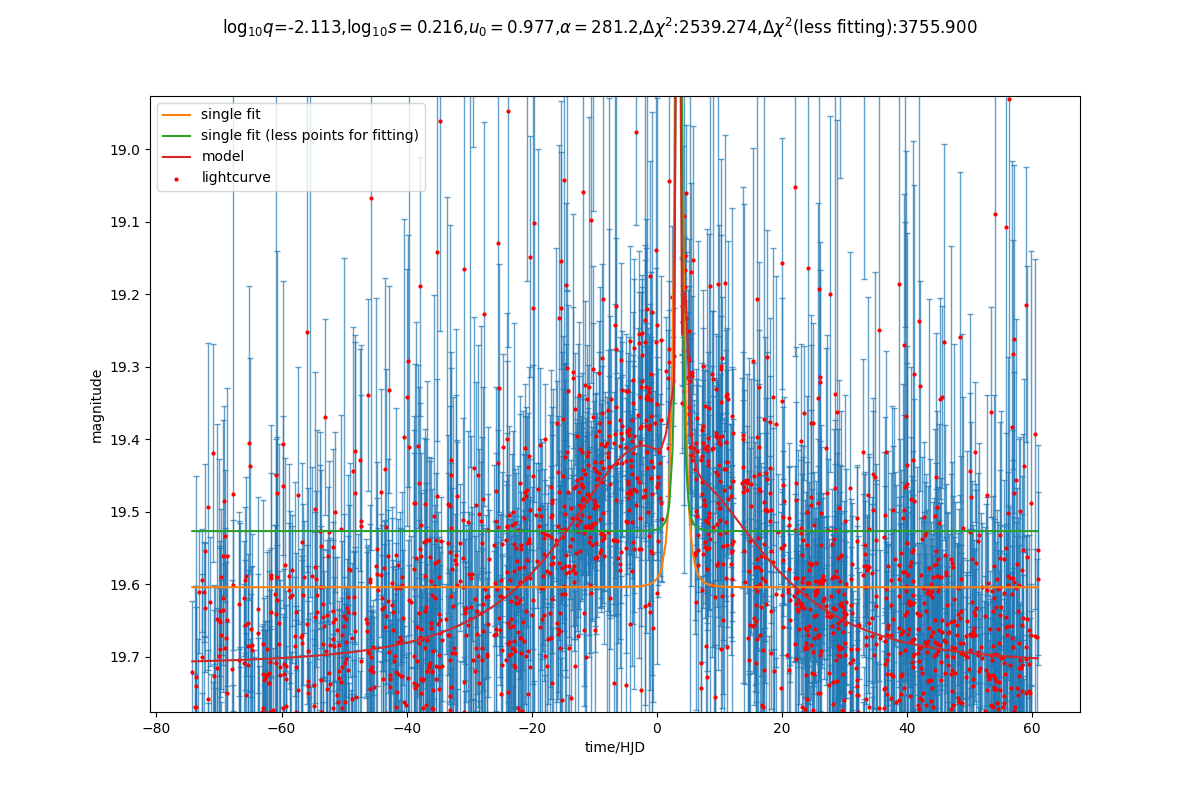 log₁₀q=-2.113,log₁₀s = 0.216,u₀ = 0.977,α = 281.2,Δχ²:2539.274,Δχ²(less fitting):3755.900
single fit
single fit (less points for fitting)
model
lightcurve
19.0
19.1
19.2
19.3
19.4
19.5
19.6
19.7
magnitude
−80
−60
−40
−20
0
20
40
60
time/HJD